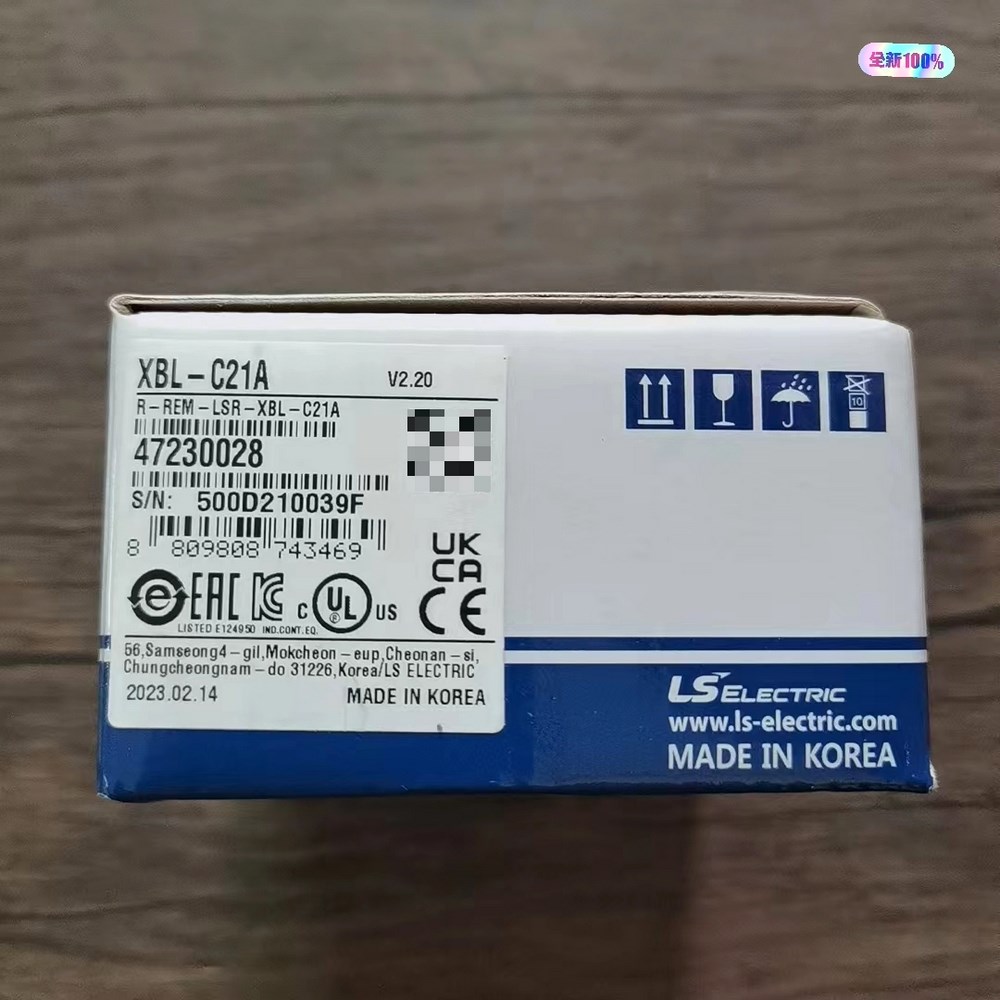 全新100%
XBL-C21A V2.20
R-REM-LSR-XBL-C21A
47230028
S/N: 500D210039F
8 809808 743469
UK
CA
EAC C UL US CE
®
LISTED E124950 IND.CONT.EQ.
56,Samseong4-gil,Mokcheon-eup,Cheonan-si,
Chungcheongnam-do 31226,Korea/LS ELECTRIC
2023.02.14 MADE IN KOREA
10
LS ELECTRIC
www.ls-electric.com
MADE IN KOREA